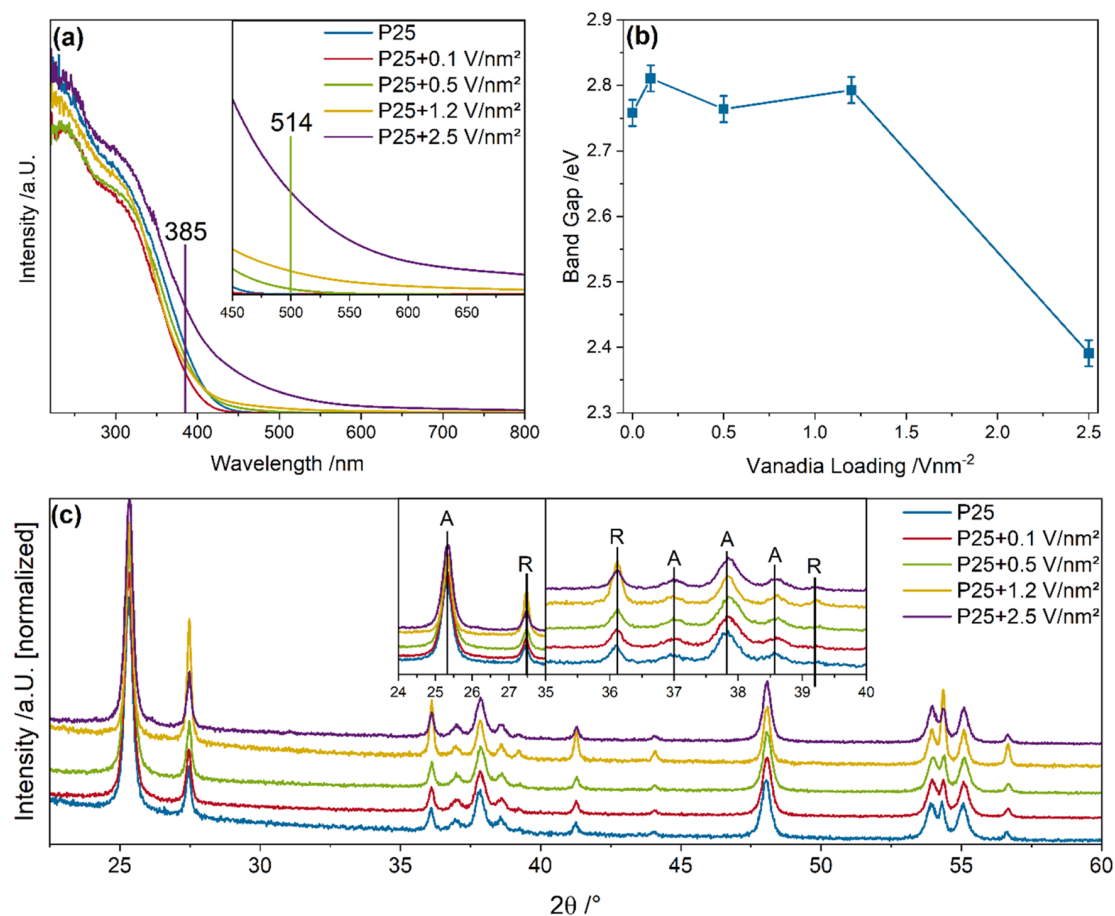 (a)
P25
P25+0.1 V/nm²
P25+0.5 V/nm²
P25+1.2 V/nm²
P25+2.5 V/nm²
514
385
450 500 550 600 650
Intensity /a.U.
300 400 500 600 700 800
Wavelength /nm
(b)
2.9
2.8
2.7
2.6
2.5
2.4
2.3
Band Gap /eV
0.0 0.5 1.0 1.5 2.0 2.5
Vanadia Loading /Vnm⁻²
(c)
A
R
R
A
A
A
R
24 25 26 27 35 36 37 38 39 40
P25
P25+0.1 V/nm²
P25+0.5 V/nm²
P25+1.2 V/nm²
P25+2.5 V/nm²
Intensity /a.U. [normalized]
25 30 35 40 45 50 55 60
2θ /°